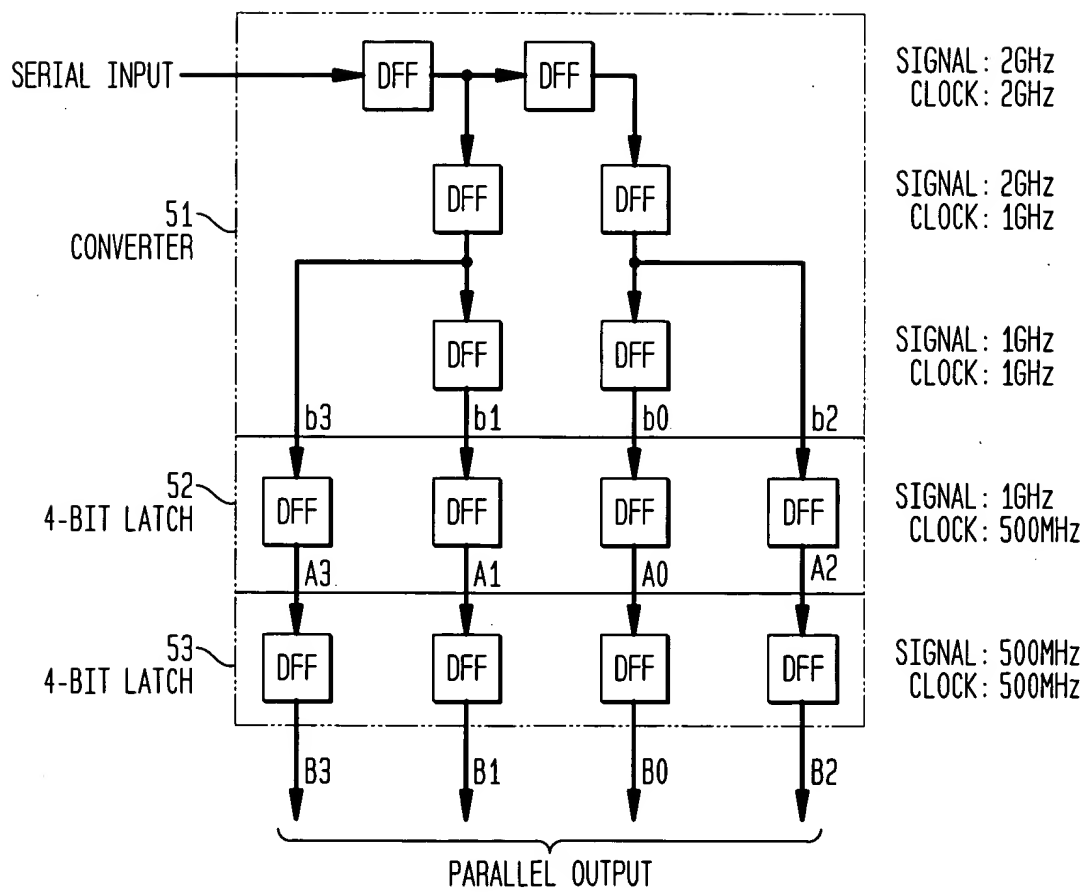 SERIAL INPUT
DFF
DFF
SIGNAL: 2GHz
CLOCK: 2GHz
DFF
DFF
SIGNAL: 2GHz
CLOCK: 1GHz
51
CONVERTER
DFF
DFF
SIGNAL: 1GHz
CLOCK: 1GHz
b3
b1
b0
b2
52
4-BIT LATCH
DFF
DFF
DFF
DFF
SIGNAL: 1GHz
CLOCK: 500MHz
A3
A1
A0
A2
53
4-BIT LATCH
DFF
DFF
DFF
DFF
SIGNAL: 500MHz
CLOCK: 500MHz
B3
B1
B0
B2
PARALLEL OUTPUT